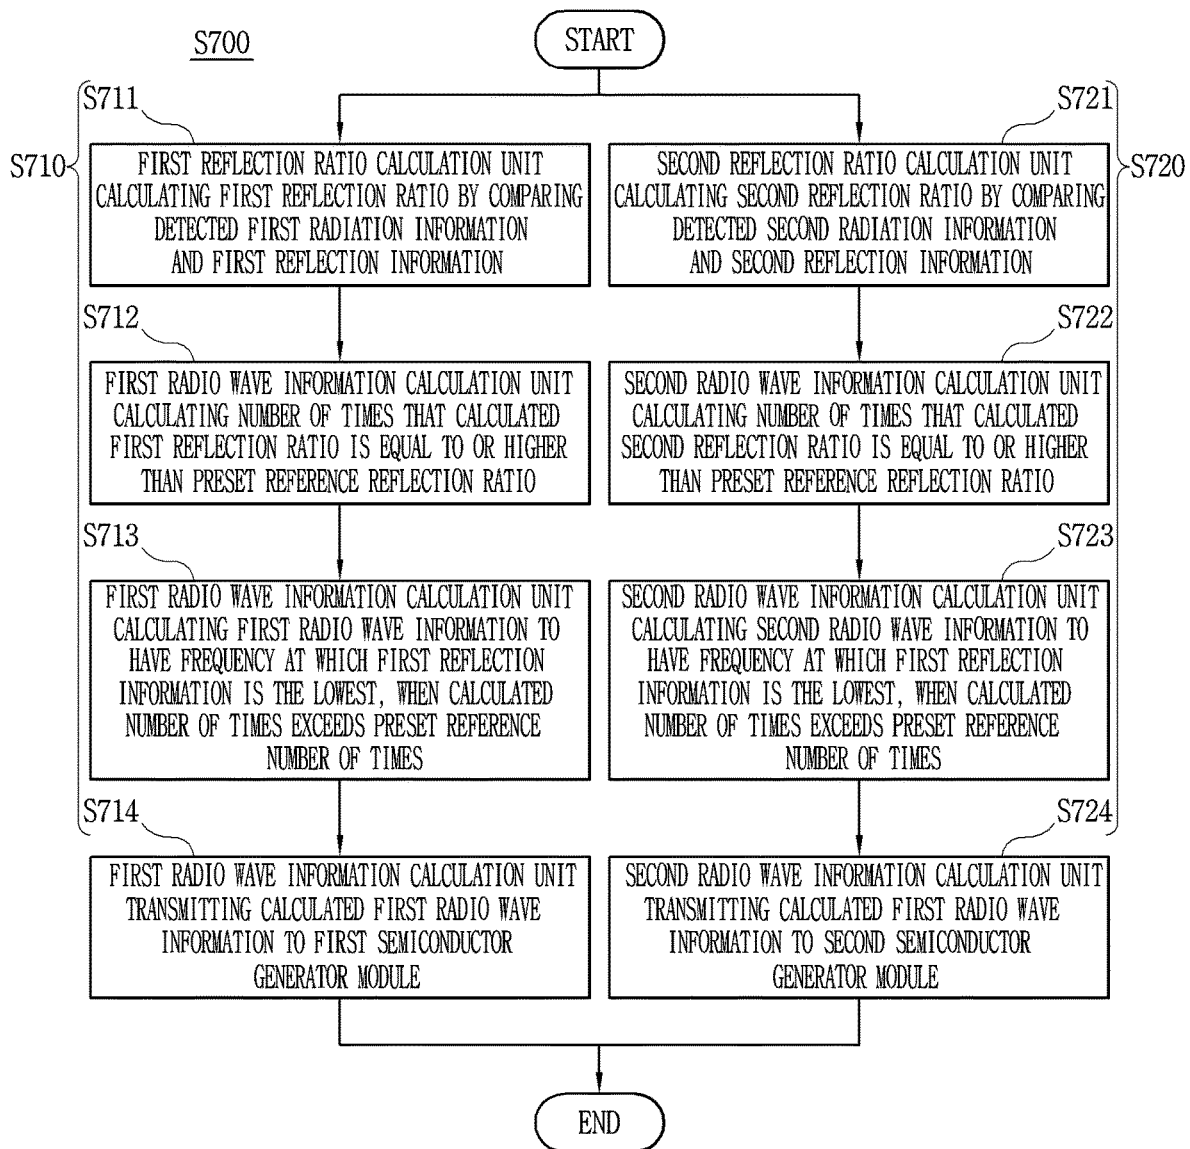 S700
START
S710
S711
FIRST REFLECTION RATIO CALCULATION UNIT
CALCULATING FIRST REFLECTION RATIO BY COMPARING
DETECTED FIRST RADIATION INFORMATION
AND FIRST REFLECTION INFORMATION
S712
FIRST RADIO WAVE INFORMATION CALCULATION UNIT
CALCULATING NUMBER OF TIMES THAT CALCULATED
FIRST REFLECTION RATIO IS EQUAL TO OR HIGHER
THAN PRESET REFERENCE REFLECTION RATIO
S713
FIRST RADIO WAVE INFORMATION CALCULATION UNIT
CALCULATING FIRST RADIO WAVE INFORMATION TO
HAVE FREQUENCY AT WHICH FIRST REFLECTION
INFORMATION IS THE LOWEST, WHEN CALCULATED
NUMBER OF TIMES EXCEEDS PRESET REFERENCE
NUMBER OF TIMES
S714
FIRST RADIO WAVE INFORMATION CALCULATION UNIT
TRANSMITTING CALCULATED FIRST RADIO WAVE
INFORMATION TO FIRST SEMICONDUCTOR
GENERATOR MODULE
S720
S721
SECOND REFLECTION RATIO CALCULATION UNIT
CALCULATING SECOND REFLECTION RATIO BY COMPARING
DETECTED SECOND RADIATION INFORMATION
AND SECOND REFLECTION INFORMATION
S722
SECOND RADIO WAVE INFORMATION CALCULATION UNIT
CALCULATING NUMBER OF TIMES THAT CALCULATED
SECOND REFLECTION RATIO IS EQUAL TO OR HIGHER
THAN PRESET REFERENCE REFLECTION RATIO
S723
SECOND RADIO WAVE INFORMATION CALCULATION UNIT
CALCULATING SECOND RADIO WAVE INFORMATION TO
HAVE FREQUENCY AT WHICH FIRST REFLECTION
INFORMATION IS THE LOWEST, WHEN CALCULATED
NUMBER OF TIMES EXCEEDS PRESET REFERENCE
NUMBER OF TIMES
S724
SECOND RADIO WAVE INFORMATION CALCULATION UNIT
TRANSMITTING CALCULATED FIRST RADIO WAVE
INFORMATION TO SECOND SEMICONDUCTOR
GENERATOR MODULE
END